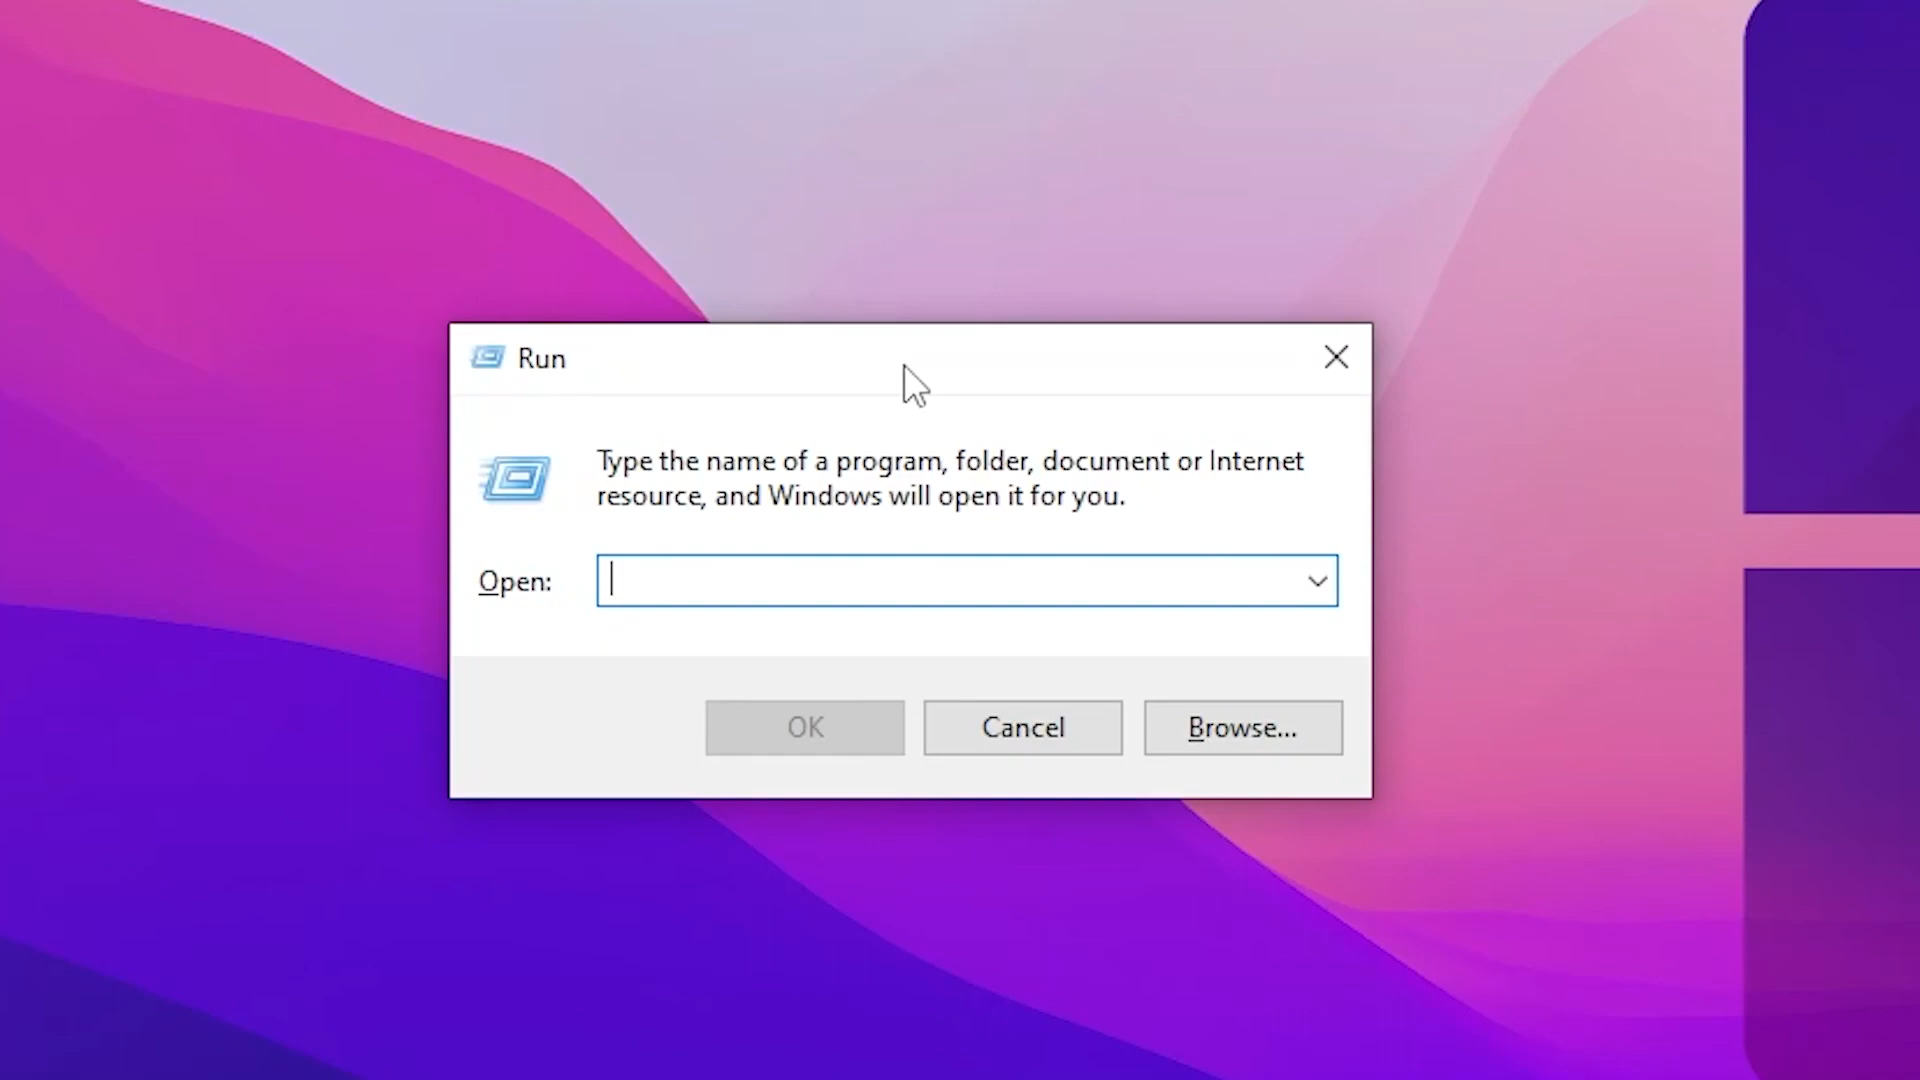 Run
Type the name of a program, folder, document or Internet
resource, and Windows will open it for you.
Open:
OK
Cancel
Browse...